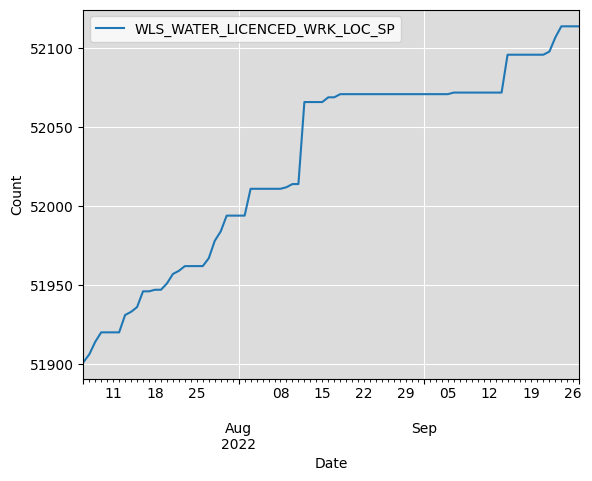 WLS_WATER_LICENCED_WRK_LOC_SP
52100
52050
52000
51950
51900
Count
11 18 25 08 15 22 29 05 12 19 26
Aug Sep
2022
Date